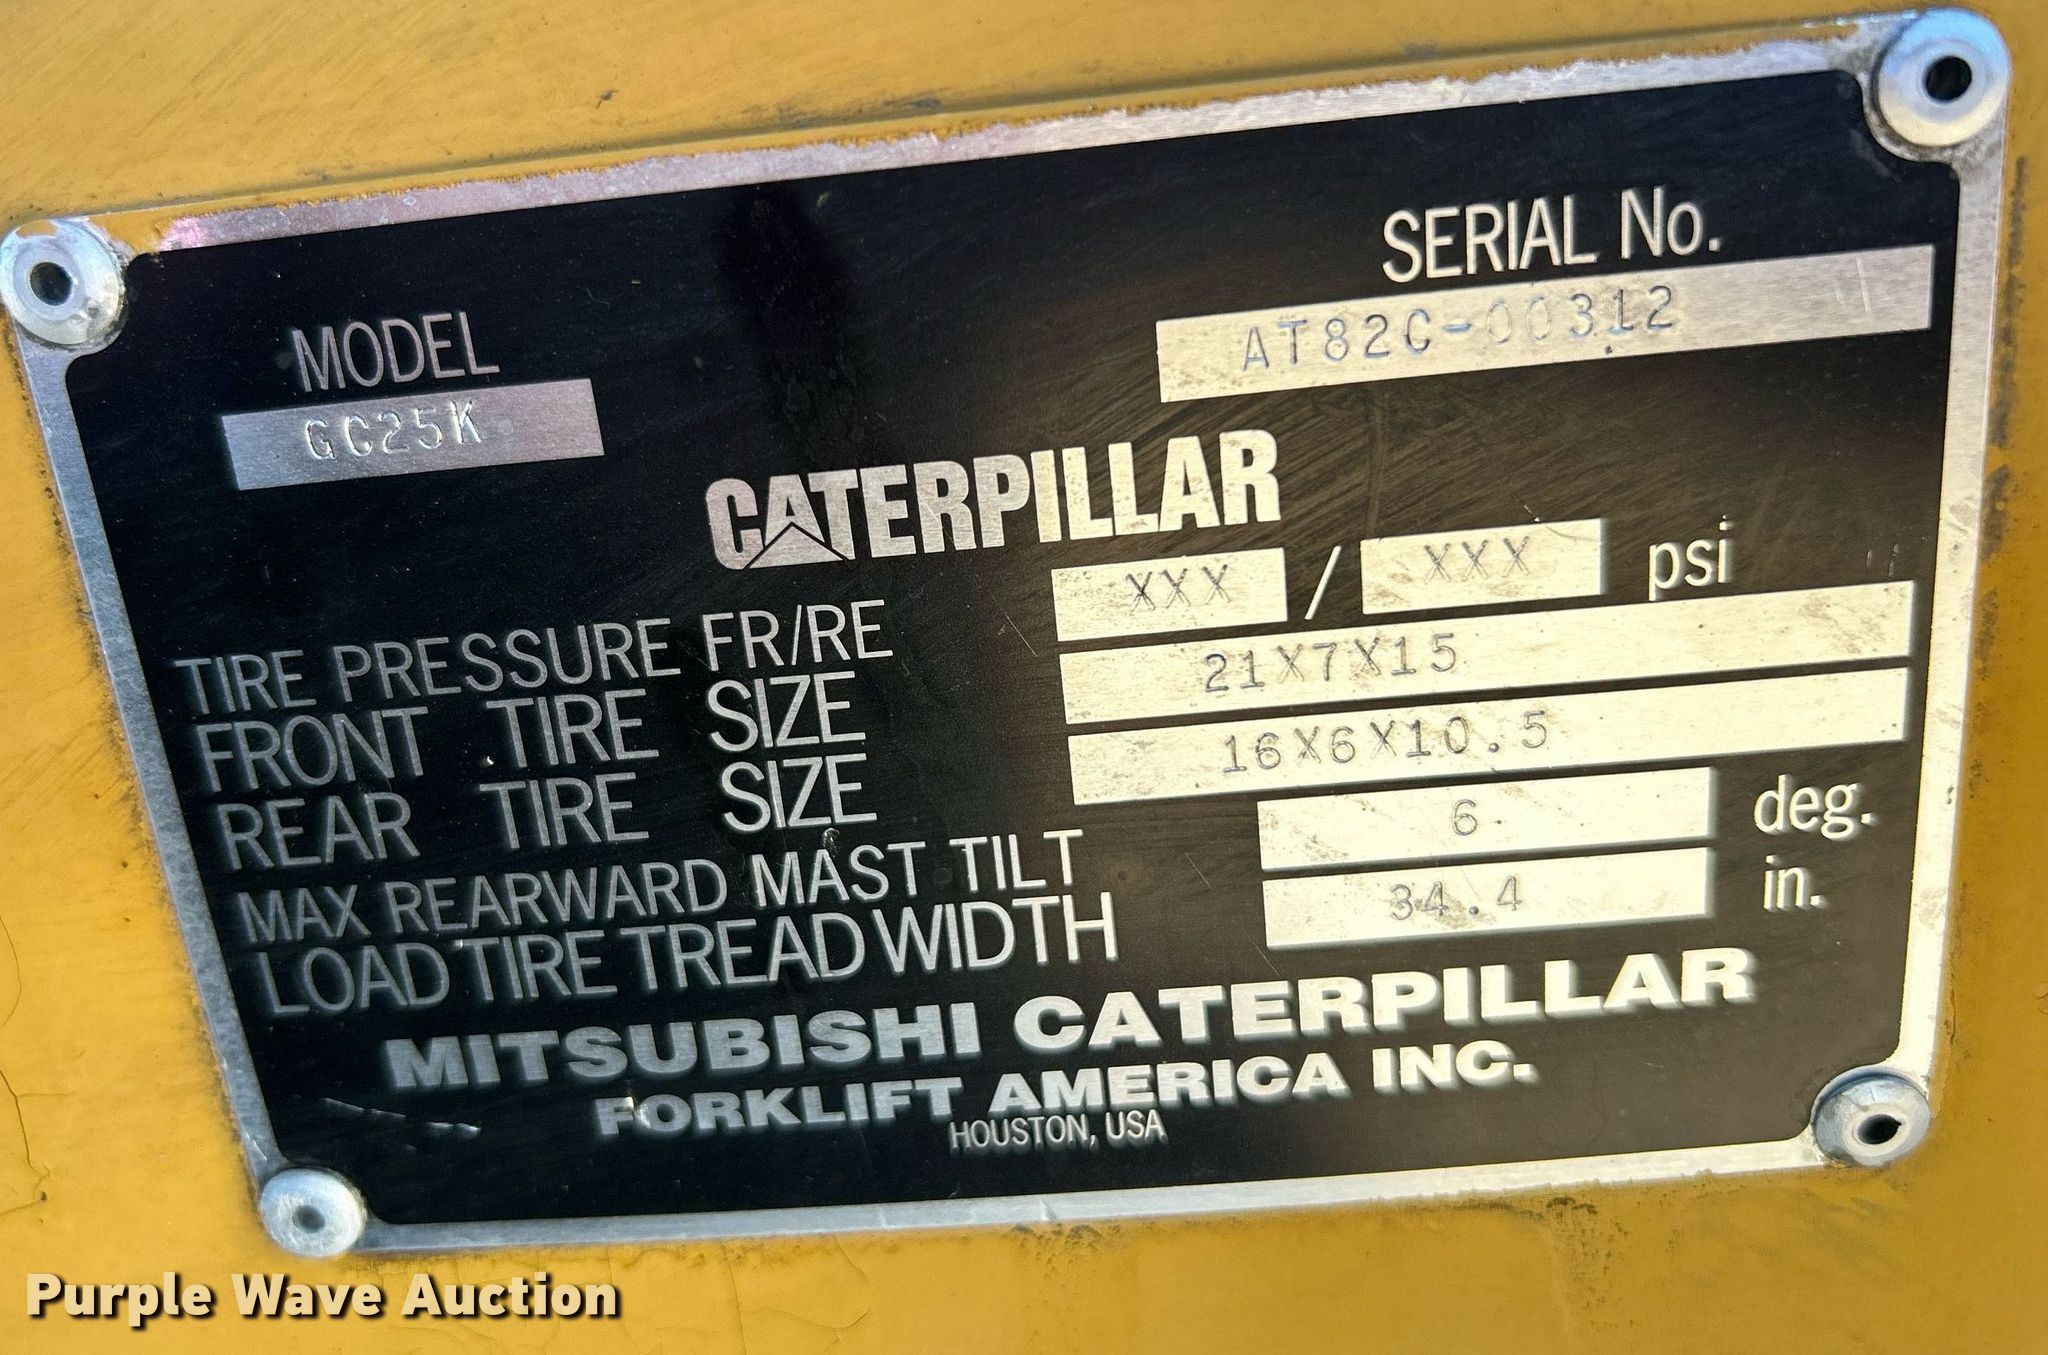 MODEL
GC25K
SERIAL No.
AT82C-00312
CATERPILLAR
TIRE PRESSURE FR/RE XXX / XXX psi
FRONT TIRE SIZE 21X7X15
REAR TIRE SIZE 16X6X10.5
MAX REARWARD MAST TILT 6 deg.
LOAD TIRE TREAD WIDTH 34.4 in.
MITSUBISHI CATERPILLAR
FORKLIFT AMERICA INC.
HOUSTON, USA
Purple Wave Auction